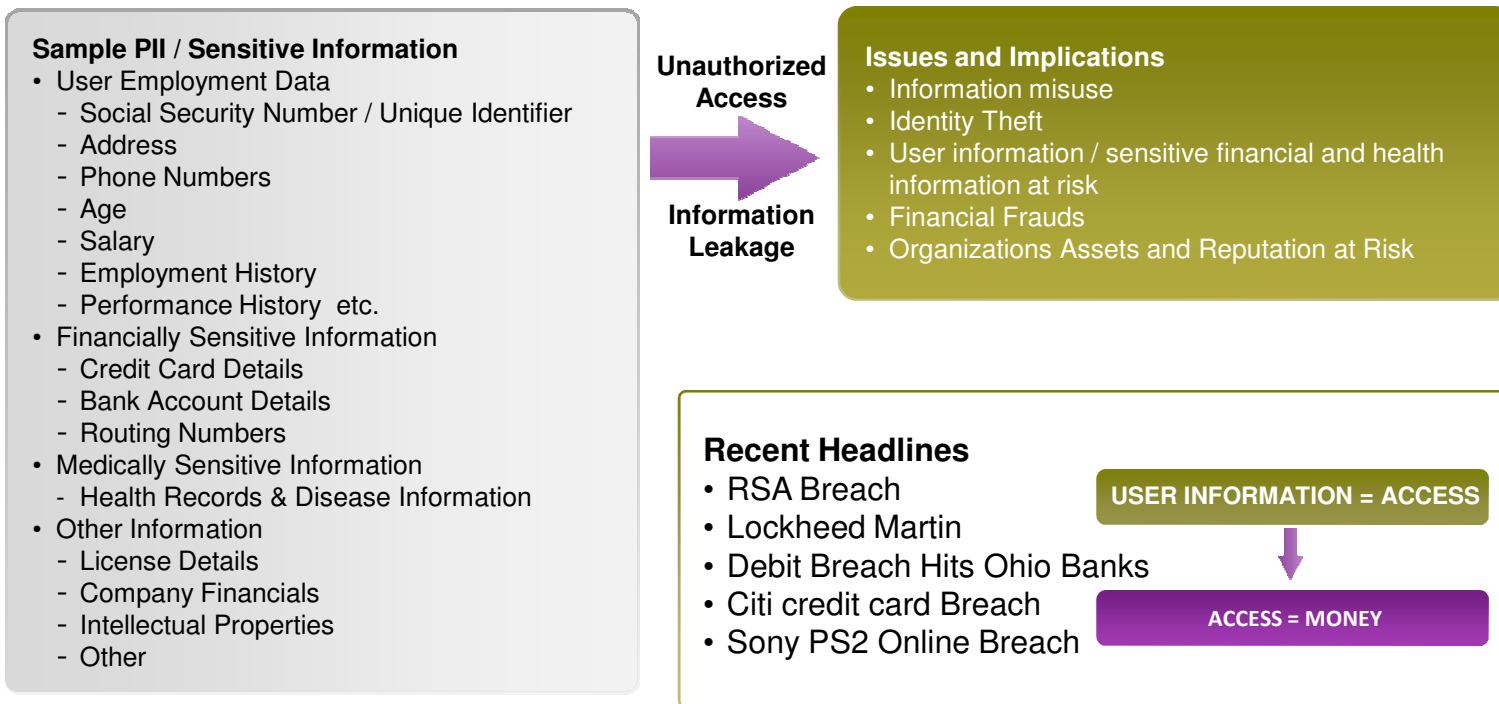 Sample PII / Sensitive Information
• User Employment Data
- Social Security Number / Unique Identifier
- Address
- Phone Numbers
- Age
- Salary
- Employment History
- Performance History etc.
• Financially Sensitive Information
- Credit Card Details
- Bank Account Details
- Routing Numbers
• Medically Sensitive Information
- Health Records & Disease Information
• Other Information
- License Details
- Company Financials
- Intellectual Properties
- Other
Unauthorized
Access
Information
Leakage
Issues and Implications
• Information misuse
• Identity Theft
• User information / sensitive financial and health
information at risk
• Financial Frauds
• Organizations Assets and Reputation at Risk
Recent Headlines
• RSA Breach
• Lockheed Martin
• Debit Breach Hits Ohio Banks
• Citi credit card Breach
• Sony PS2 Online Breach
USER INFORMATION = ACCESS
ACCESS = MONEY